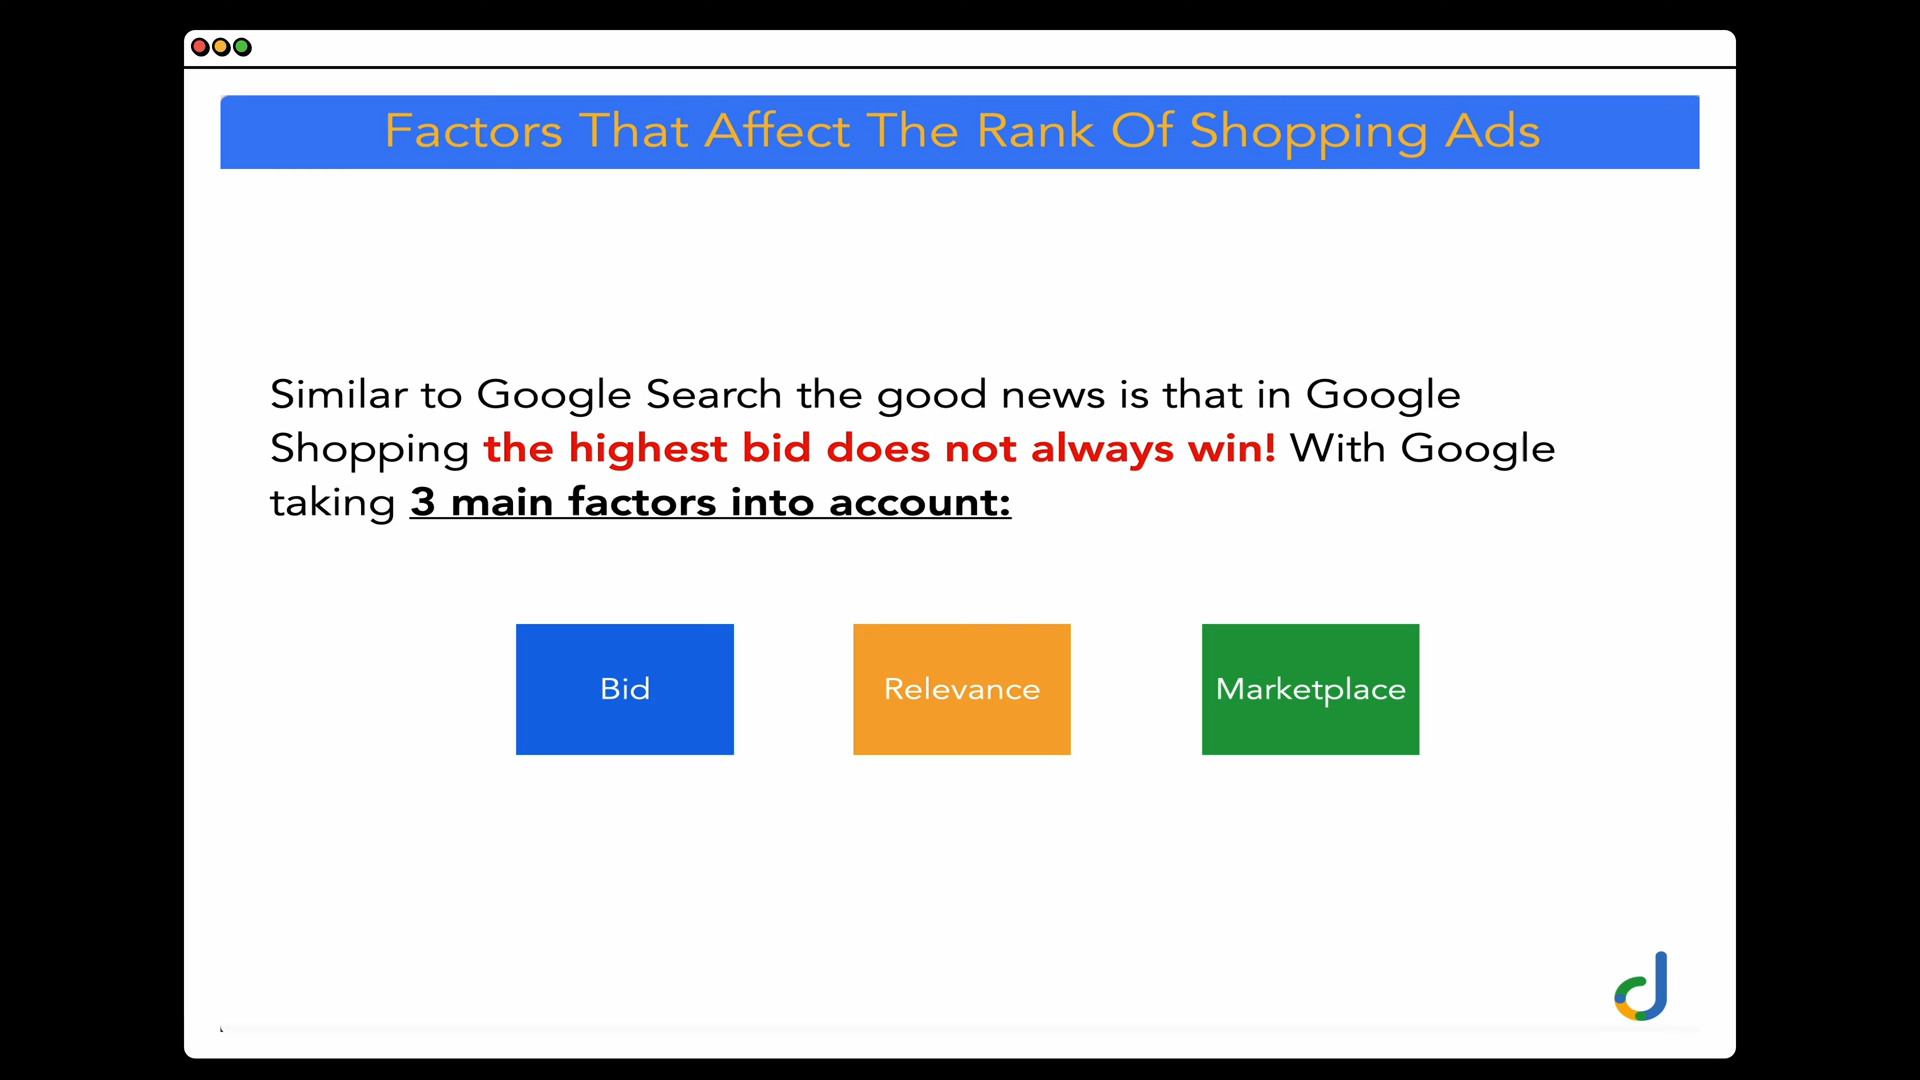 Factors That Affect The Rank Of Shopping Ads
Similar to Google Search the good news is that in Google
Shopping the highest bid does not always win! With Google
taking 3 main factors into account:
Bid
Relevance
Marketplace